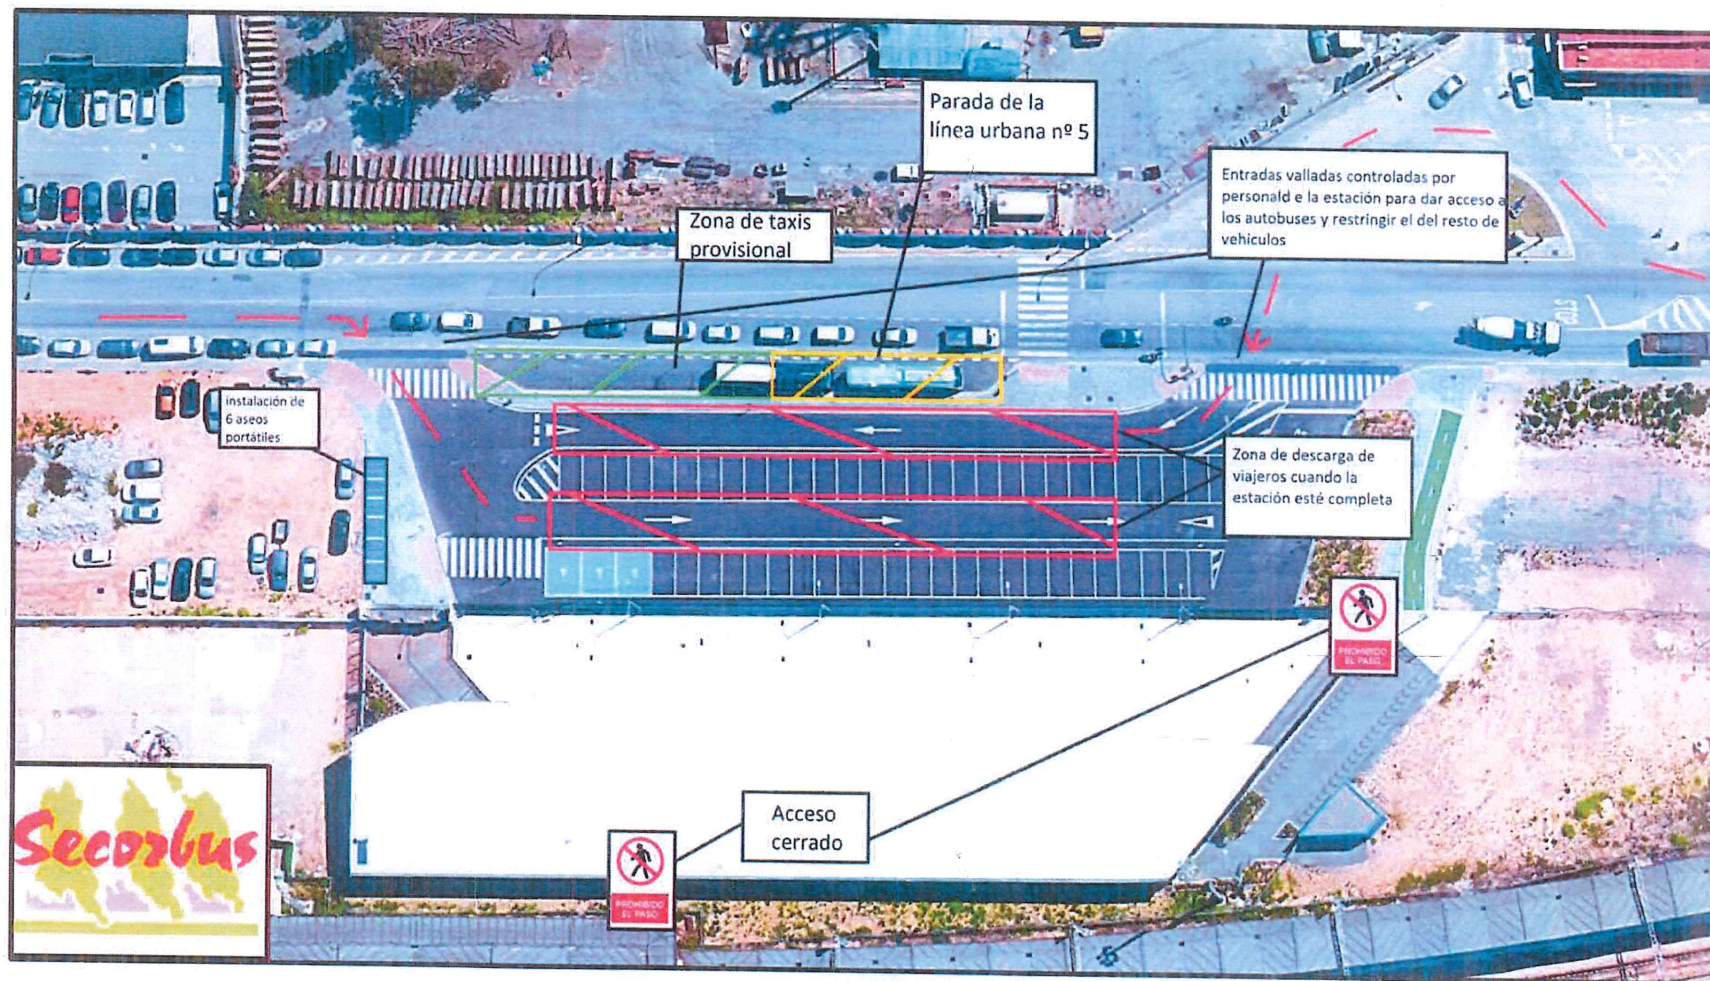 Parada de la
línea urbana nº 5
Entradas valladas controladas por
personald e la estación para dar acceso a
los autobuses y restringir el del resto de
vehículos
Zona de taxis
provisional
STOP
instalación de
6 aseos
portátiles
Zona de descarga de
viajeros cuando la
estación esté completa
PROHIBIDO
EL PASO
Secorbus
Acceso
cerrado
PROHIBIDO
EL PASO